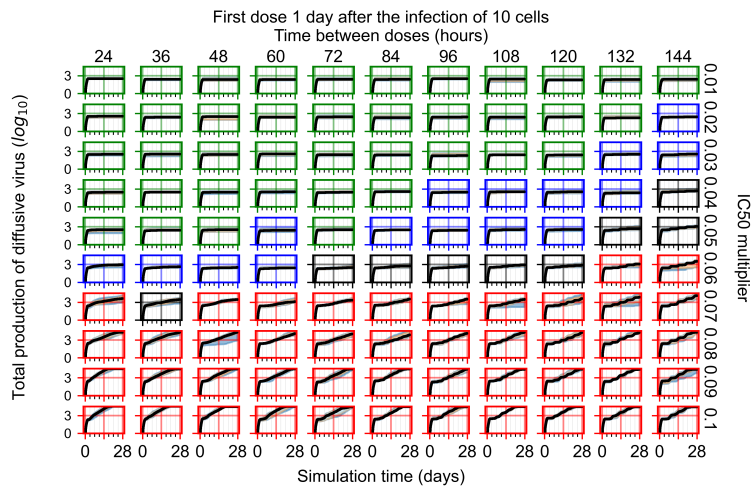 First dose 1 day after the infection of 10 cells
Time between doses (hours)
24 36 48 60 72 84 96 108 120 132 144
Total production of diffusive virus (log10)
3 0 0.01
3 0 0.02
3 0 0.03
3 0 0.04
3 0 0.05
3 0 0.06
3 0 0.07
3 0 0.08
3 0 0.09
3 0 0.1
IC50 multiplier
0 28 0 28 0 28 0 28 0 28 0 28 0 28 0 28 0 28 0 28 0 28
Simulation time (days)